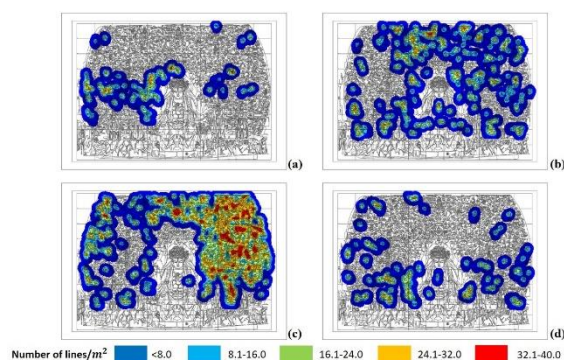 (a)
(b)
(c)
(d)
Number of lines/m² <8.0 8.1-16.0 16.1-24.0 24.1-32.0 32.1-40.0